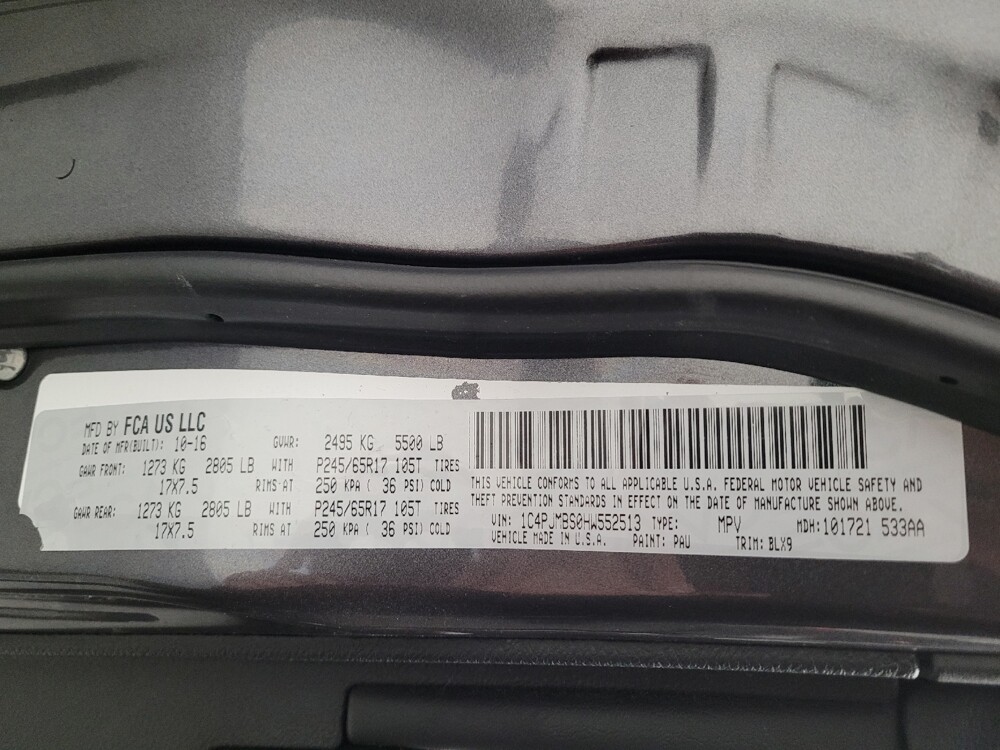 MFD BY FCA US LLC
DATE OF MFR(BUILT): 10-16 GVWR: 2495 KG 5500 LB
GAWR FRONT: 1273 KG 2805 LB WITH P245/65R17 105T TIRES
17X7.5 RIMS AT 250 KPA ( 36 PSI) COLD
GAWR REAR: 1273 KG 2805 LB WITH P245/65R17 105T TIRES
17X7.5 RIMS AT 250 KPA ( 36 PSI) COLD
THIS VEHICLE CONFORMS TO ALL APPLICABLE U.S.A. FEDERAL MOTOR VEHICLE SAFETY AND
THEFT PREVENTION STANDARDS IN EFFECT ON THE DATE OF MANUFACTURE SHOWN ABOVE.
VIN: 1C4PJMBS0HW552513 TYPE: MPV MDH: 101721 533AA
VEHICLE MADE IN U.S.A. PAINT: PAU TRIM: BLX9